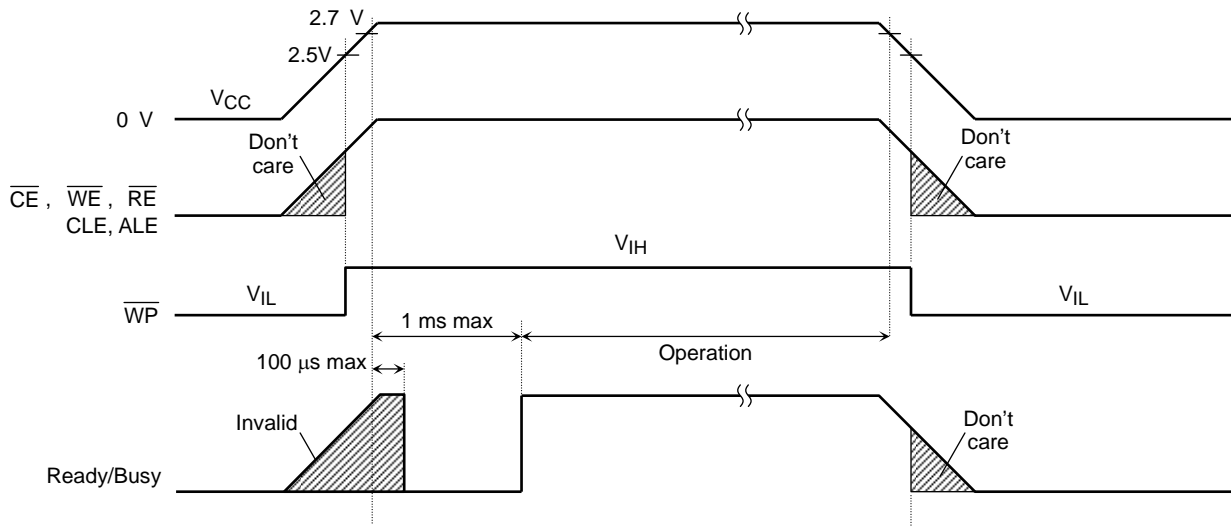 2.7 V
2.5V
VCC
0 V
Don't
care
Don't
care
CE , WE , RE
CLE, ALE
VIH
VIL
VIL
WP
1 ms max
Operation
100 μs max
Invalid
Don't
care
Ready/Busy